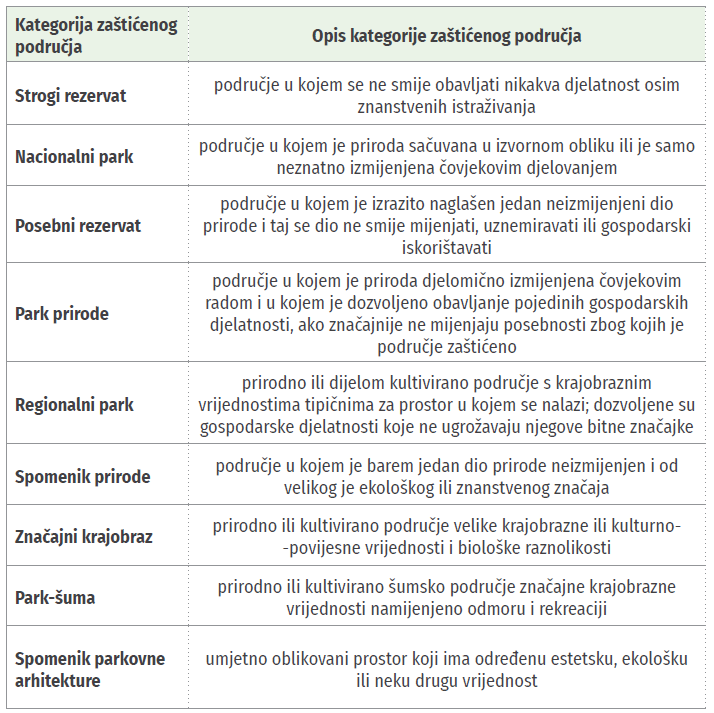 Kategorija zaštićenog
područja
Opis kategorije zaštićenog područja
Strogi rezervat
područje u kojem se ne smije obavljati nikakva djelatnost osim
znanstvenih istraživanja
Nacionalni park
područje u kojem je priroda sačuvana u izvornom obliku ili je samo
neznatno izmijenjena čovjekovim djelovanjem
Posebni rezervat
područje u kojem je izrazito naglašen jedan neizmijenjeni dio
prirode i taj se dio ne smije mijenjati, uznemiravati ili gospodarski
iskorištavati
Park prirode
područje u kojem je priroda djelomično izmijenjena čovjekovim
radom i u kojem je dozvoljeno obavljanje pojedinih gospodarskih
djelatnosti, ako značajnije ne mijenjaju posebnosti zbog kojih je
područje zaštićeno
Regionalni park
prirodno ili dijelom kultivirano područje s krajobraznim
vrijednostima tipičnima za prostor u kojem se nalazi; dozvoljene su
gospodarske djelatnosti koje ne ugrožavaju njegove bitne značajke
Spomenik prirode
područje u kojem je barem jedan dio prirode neizmijenjen i od
velikog je ekološkog ili znanstvenog značaja
Značajni krajobraz
prirodno ili kultivirano područje velike krajobrazne ili kulturno-
-povijesne vrijednosti i biološke raznolikosti
Park-šuma
prirodno ili kultivirano šumsko područje značajne krajobrazne
vrijednosti namijenjeno odmoru i rekreaciji
Spomenik parkovne
arhitekture
umjetno oblikovani prostor koji ima određenu estetsku, ekološku
ili neku drugu vrijednost